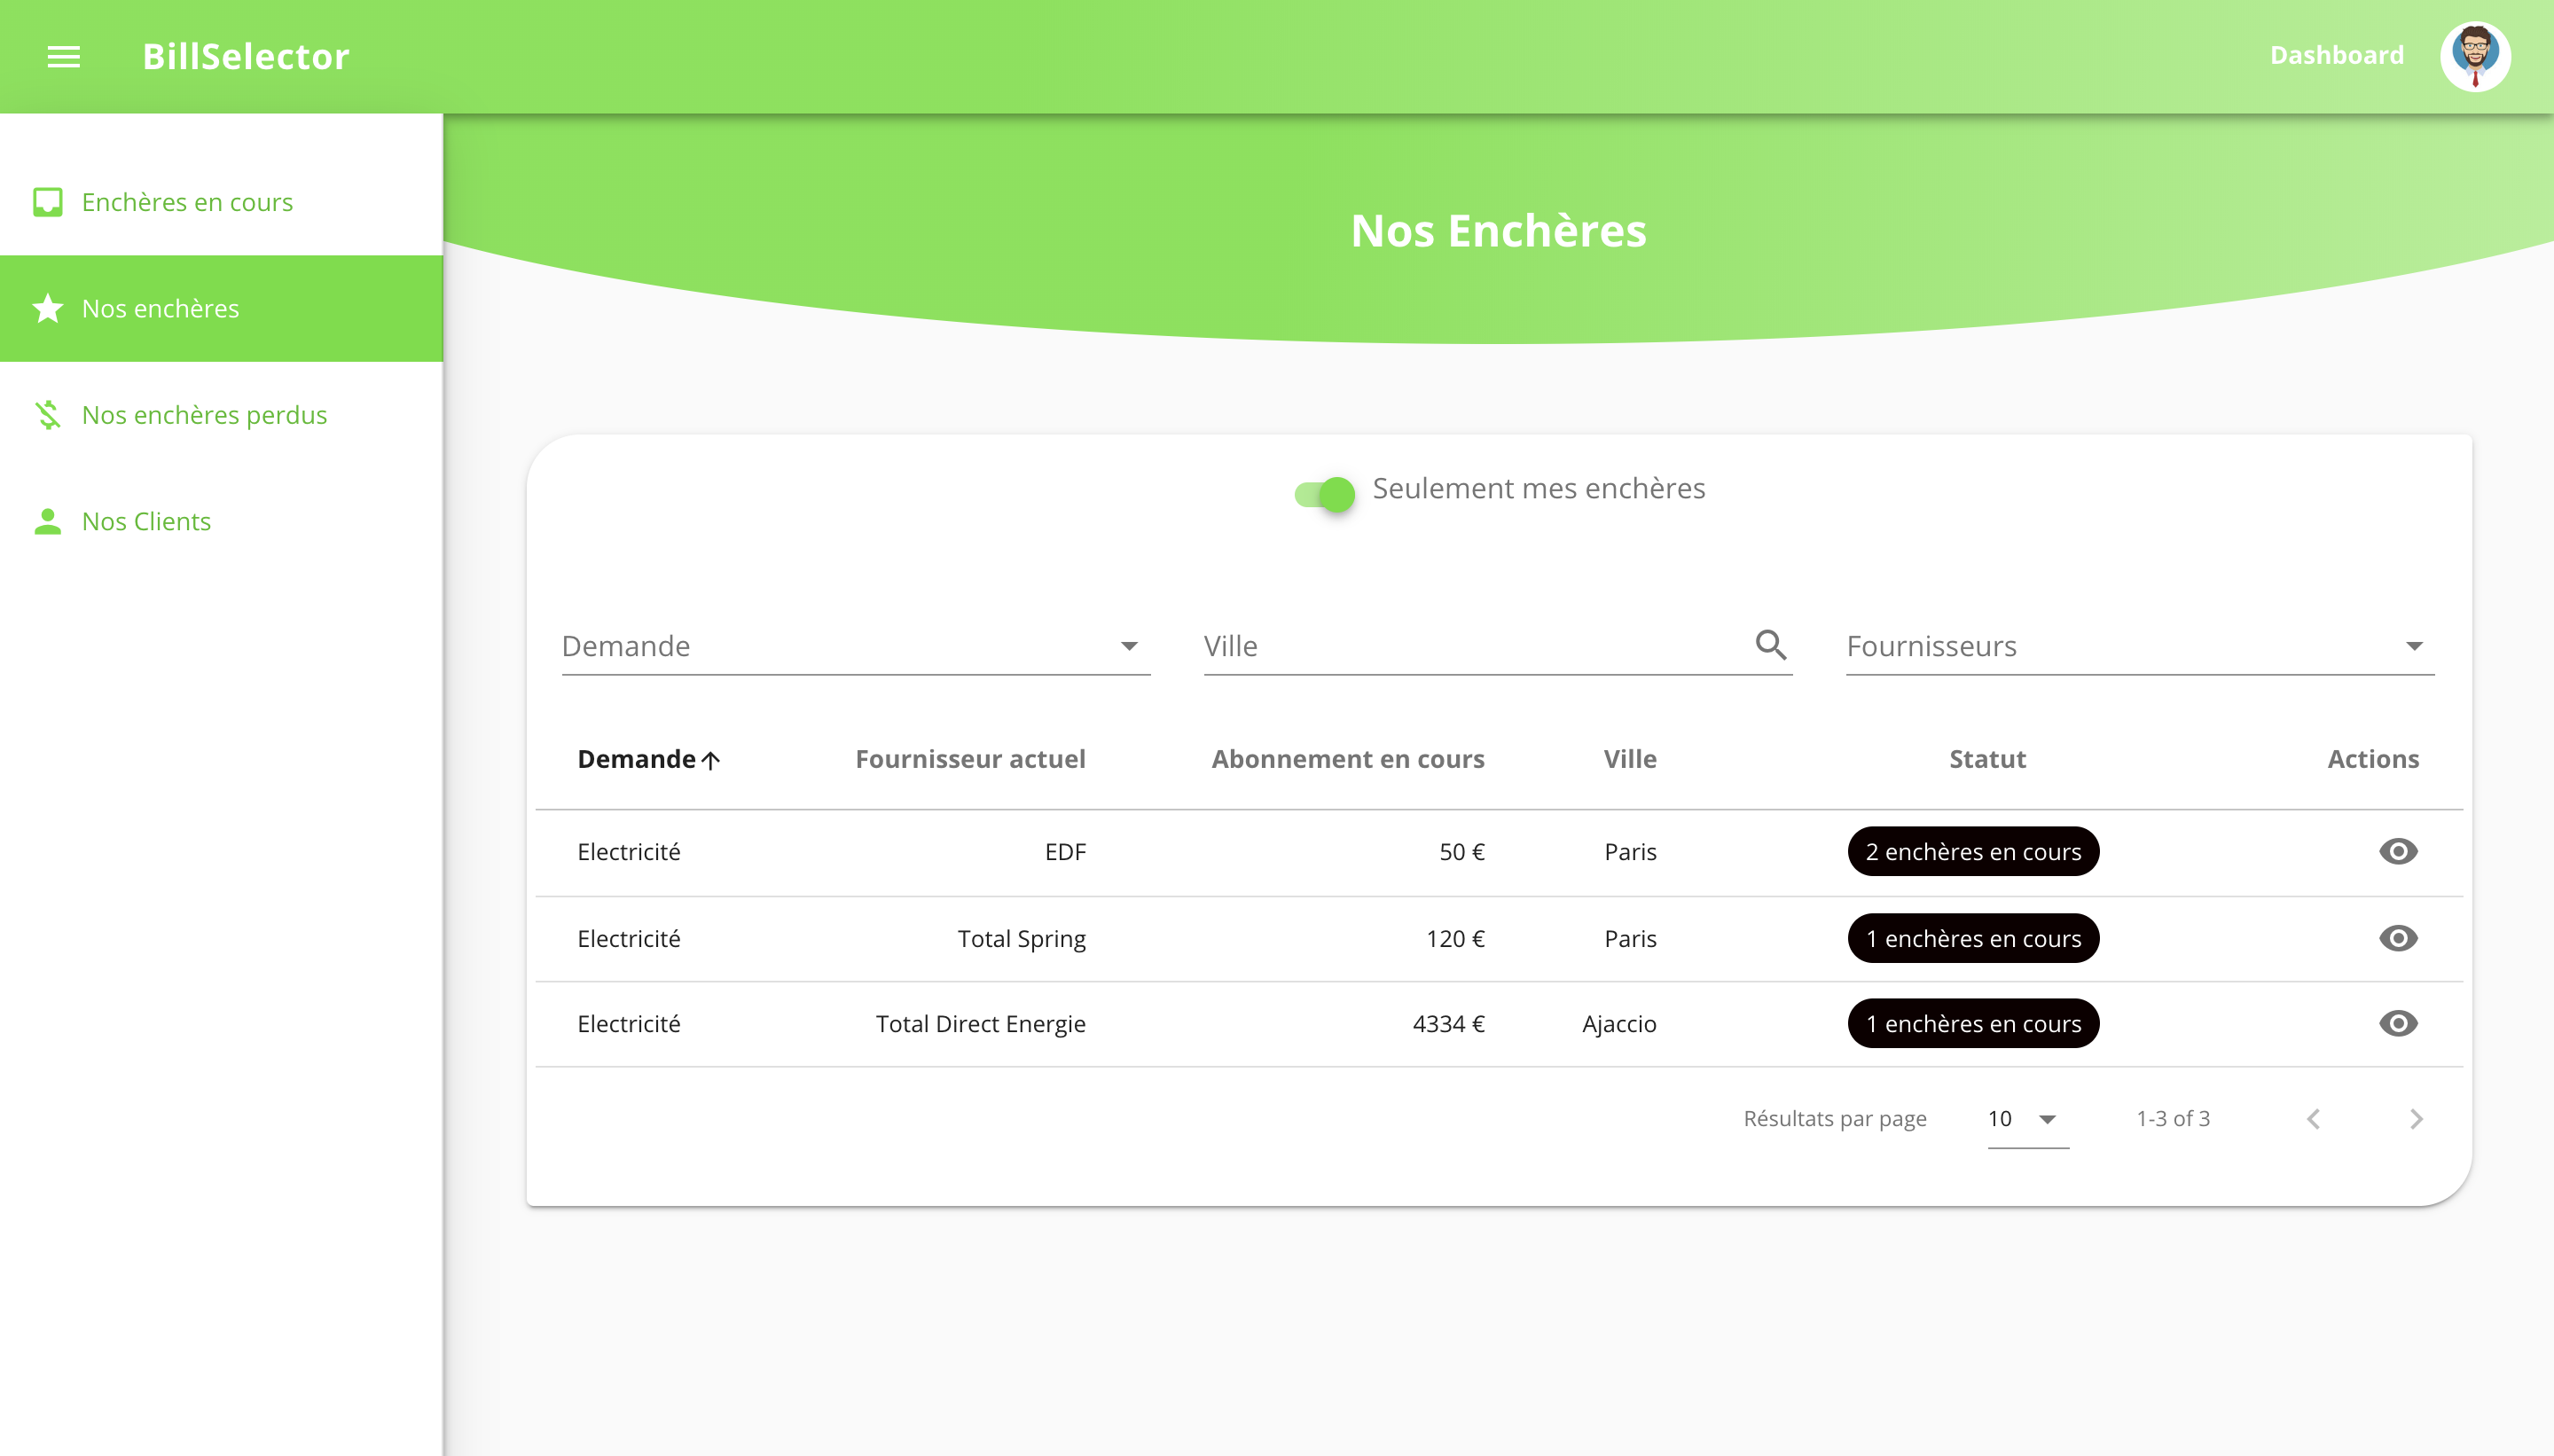 BillSelector
Dashboard
Enchères en cours
Nos enchères
Nos enchères perdus
Nos Clients
Nos Enchères
Seulement mes enchères
Demande Ville Fournisseurs
Demande Fournisseur actuel Abonnement en cours Ville Statut Actions
Electricité EDF 50 € Paris 2 enchères en cours
Electricité Total Spring 120 € Paris 1 enchères en cours
Electricité Total Direct Energie 4334 € Ajaccio 1 enchères en cours
Résultats par page 10 1-3 of 3